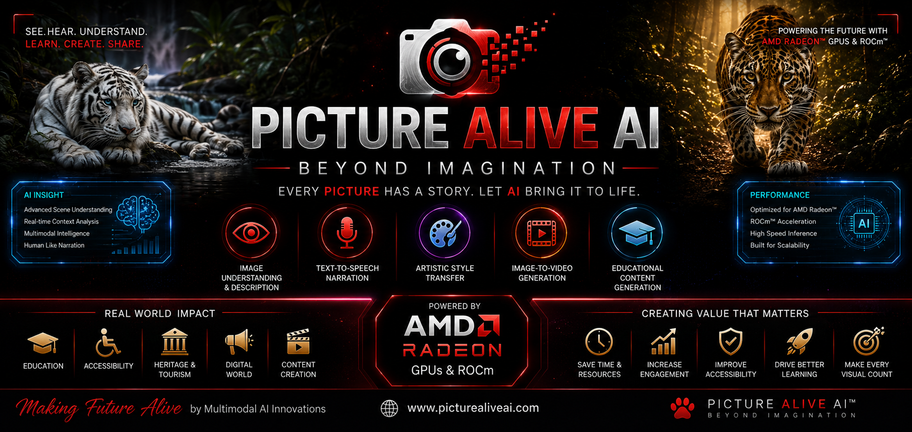 SEE. HEAR. UNDERSTAND.
LEARN. CREATE. SHARE.
POWERING THE FUTURE WITH
AMD RADEON™ GPUS & ROCm™
PICTURE ALIVE AI
BEYOND IMAGINATION
EVERY PICTURE HAS A STORY. LET AI BRING IT TO LIFE.
AI INSIGHT
Advanced Scene Understanding
Real-time Context Analysis
Multimodal Intelligence
Human Like Narration
IMAGE
UNDERSTANDING
& DESCRIPTION
TEXT-TO-SPEECH
NARRATION
ARTISTIC STYLE
TRANSFER
IMAGE-TO-VIDEO
GENERATION
EDUCATIONAL
CONTENT
GENERATION
PERFORMANCE
Optimized for AMD Radeon™
ROCm™ Acceleration
High Speed Inference
Built for Scalability
AI
REAL WORLD IMPACT
EDUCATION
ACCESSIBILITY
HERITAGE &
TOURISM
DIGITAL
WORLD
CONTENT
CREATION
POWERED BY
AMD
RADEON
GPUs & ROCm
CREATING VALUE THAT MATTERS
SAVE TIME &
RESOURCES
INCREASE
ENGAGEMENT
IMPROVE
ACCESSIBILITY
DRIVE BETTER
LEARNING
MAKE EVERY
VISUAL COUNT
Making Future Alive by Multimodal AI Innovations
www.picturealiveai.com
PICTURE ALIVE AI™
BEYOND IMAGINATION